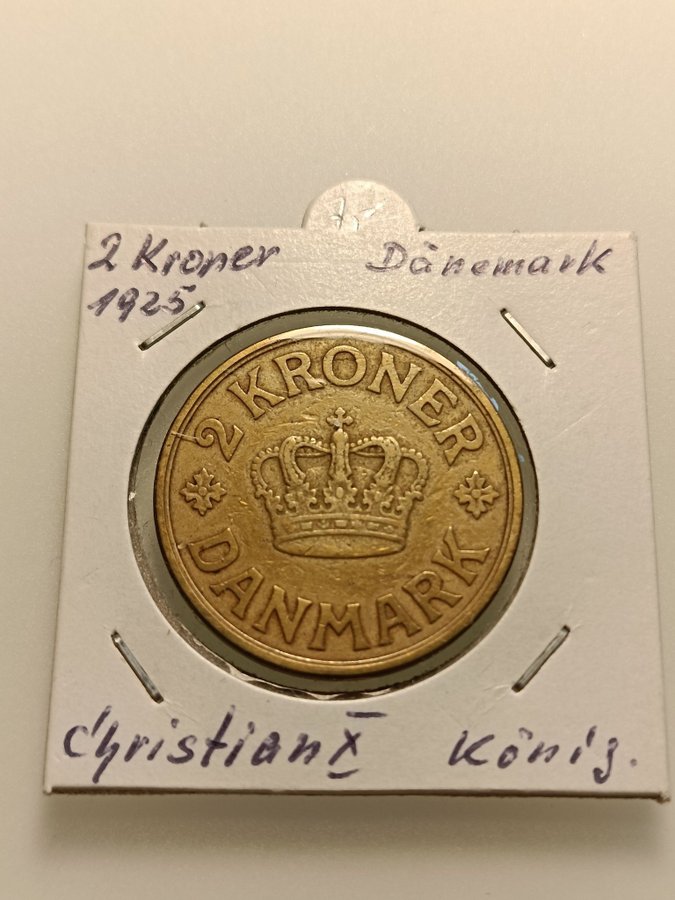 2 Kroner Dänemark
1925
2 KRONER
DANMARK
Christian X König.